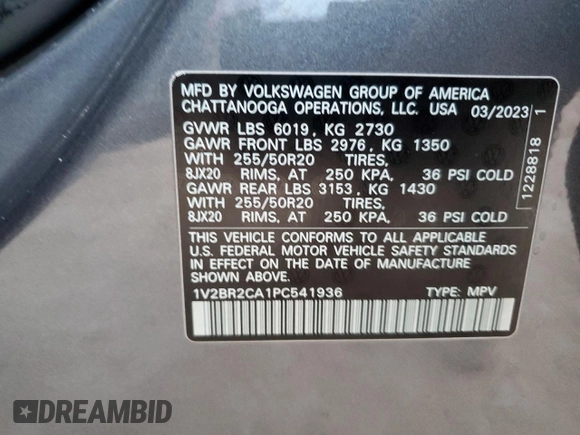 MFD BY VOLKSWAGEN GROUP OF AMERICA
CHATTANOOGA OPERATIONS, LLC. USA 03/2023
GVWR LBS 6019, KG 2730
GAWR FRONT LBS 2976, KG 1350
WITH 255/50R20 TIRES,
8JX20 RIMS, AT 250 KPA, 36 PSI COLD
GAWR REAR LBS 3153, KG 1430
WITH 255/50R20 TIRES,
8JX20 RIMS, AT 250 KPA, 36 PSI COLD
THIS VEHICLE CONFORMS TO ALL APPLICABLE
U.S. FEDERAL MOTOR VEHICLE SAFETY STANDARDS
IN EFFECT ON THE DATE OF MANUFACTURE
SHOWN ABOVE.
1V2BR2CA1PC541936 TYPE: MPV
1228818 1
DREAMBID